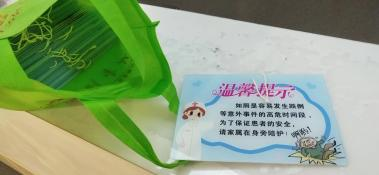 温馨提示
如厕是容易发生跌倒
等意外事件的高危时间段，
为了保证患者的安全，
请家属在身旁陪护！